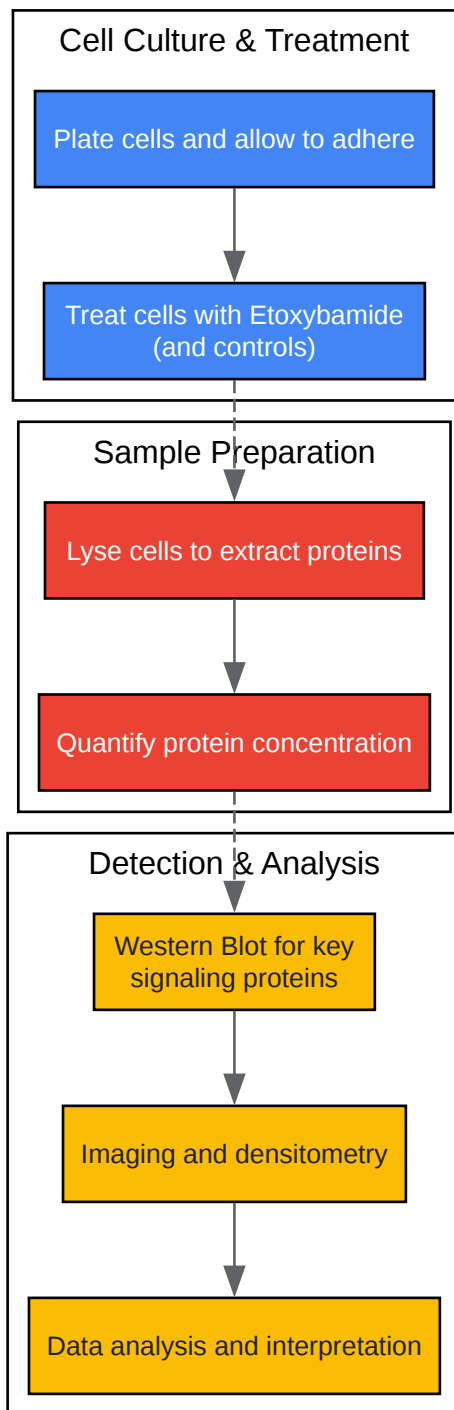 Cell Culture & Treatment
Plate cells and allow to adhere
Treat cells with Etoxybamide
(and controls)
Sample Preparation
Lyse cells to extract proteins
Quantify protein concentration
Detection & Analysis
Western Blot for key
signaling proteins
Imaging and densitometry
Data analysis and interpretation